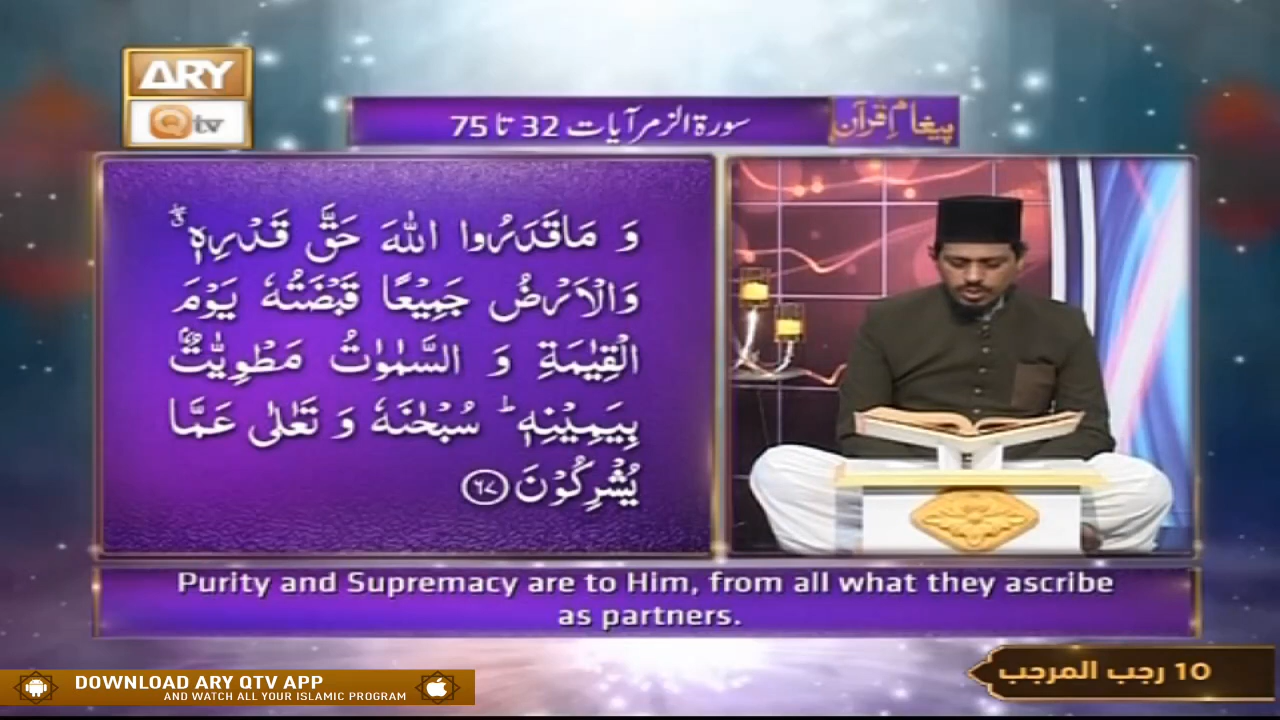 ARY
Qtv
سورۃ الزمر آیات 32 تا 75
پیغامِ قرآن
وَ مَا قَدَرُوا اللّٰهَ حَقَّ قَدْرِهٖ ۖۗ
وَالْاَرْضُ جَمِيْعًا قَبْضَتُهٗ يَوْمَ
الْقِيٰمَةِ وَ السَّمٰوٰتُ مَطْوِيّٰتٌۢ
بِيَمِيْنِهٖ ؕ سُبْحٰنَهٗ وَ تَعٰلٰى عَمَّا
يُشْرِكُوْنَ ﴿۶۷﴾
Purity and Supremacy are to Him, from all what they ascribe
as partners.
DOWNLOAD ARY QTV APP
AND WATCH ALL YOUR ISLAMIC PROGRAM
10 رجب المرجب